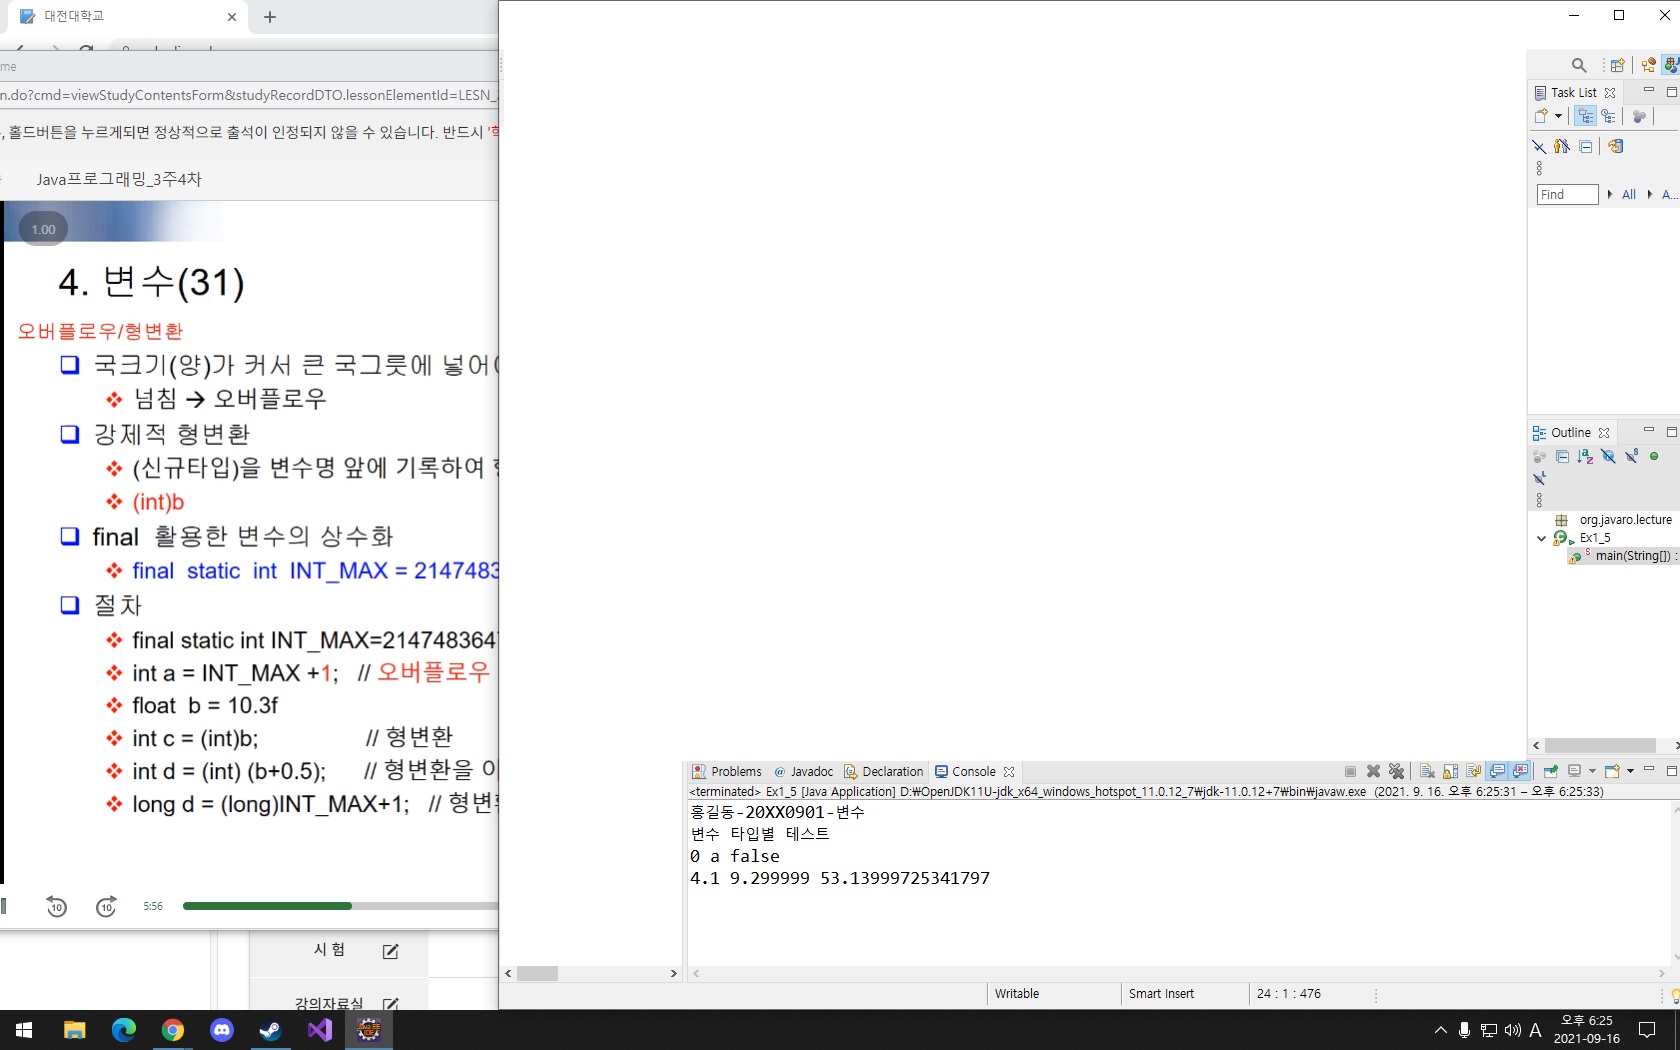 대전대학교
me
n.do?cmd=viewStudyContentsForm&studyRecordDTO.lessonElementId=LESN_
, 홀드버튼을 누르게되면 정상적으로 출석이 인정되지 않을 수 있습니다. 반드시
Java프로그래밍_3주4차
1.00
4. 변수(31)
오버플로우/형변환
국크기(양)가 커서 큰 국그릇에 넣어
넘침 → 오버플로우
강제적 형변환
(신규타입)을 변수명 앞에 기록하여
(int)b
final 활용한 변수의 상수화
final static int INT_MAX = 2147483
절차
final static int INT_MAX=214748364
int a = INT_MAX +1; // 오버플로우
float b = 10.3f
int c = (int)b; // 형변환
int d = (int) (b+0.5); // 형변환을 이
long d = (long)INT_MAX+1; // 형변
10
10
5:56
시 험
강의자료실
Task List
Find
All
A...
Outline
org.javaro.lecture
Ex1_5
main(String[]) :
Problems
@ Javadoc
Declaration
Console
<terminated> Ex1_5 [Java Application] D:₩OpenJDK11U-jdk_x64_windows_hotspot_11.0.12_7₩jdk-11.0.12+7₩bin₩javaw.exe (2021. 9. 16. 오후 6:25:31 – 오후 6:25:33)
홍길동-20XX0901-변수
변수 타입별 테스트
0 a false
4.1 9.299999 53.13999725341797
Writable
Smart Insert
24 : 1 : 476
A
오후 6:25
2021-09-16